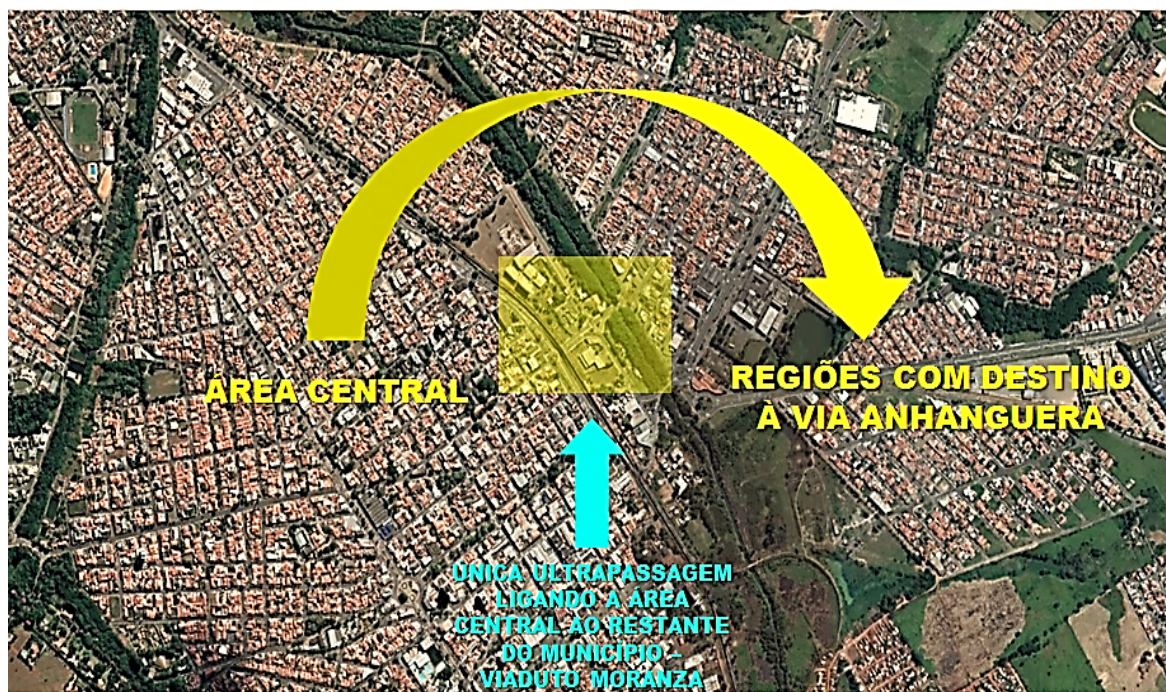 ÁREA CENTRAL
REGIÕES COM DESTINO
À VIA ANHANGUERA
ÚNICA ULTRAPASSAGEM
LIGANDO A ÁREA
CENTRAL AO RESTANTE
DO MUNICÍPIO –
VIADUTO MORANZA